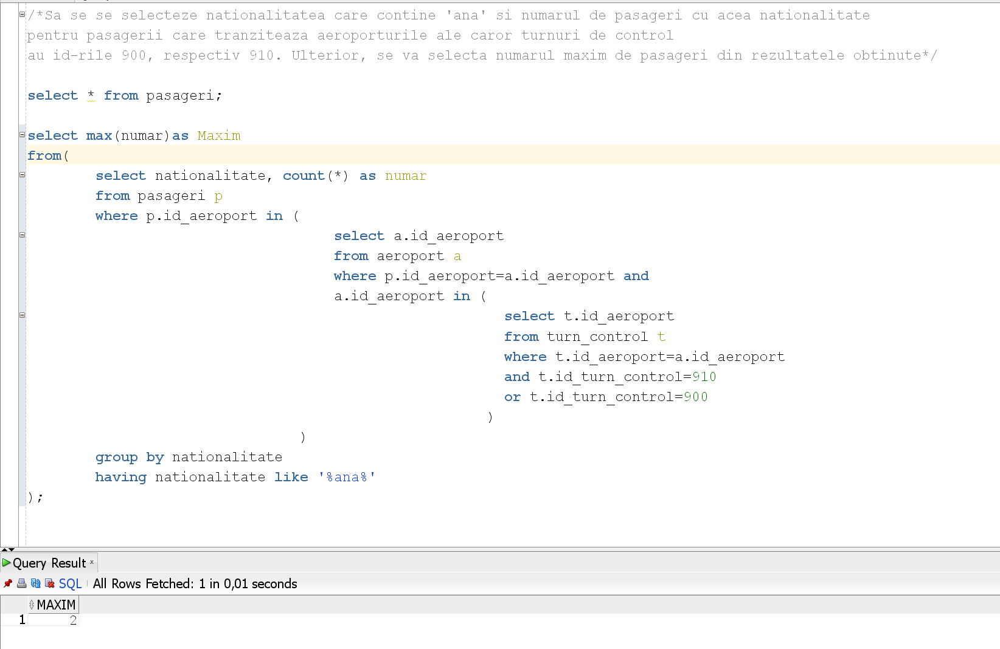 /*Sa se se selecteze nationalitatea care contine 'ana' si numarul de pasageri cu acea nationalitate
pentru pasagerii care tranziteaza aeroporturile ale caror turnuri de control
au id-rile 900, respectiv 910. Ulterior, se va selecta numarul maxim de pasageri din rezultatele obtinute*/
select * from pasageri;
select max(numar)as Maxim
from(
select nationalitate, count(*) as numar
from pasageri p
where p.id_aeroport in (
select a.id_aeroport
from aeroport a
where p.id_aeroport=a.id_aeroport and
a.id_aeroport in (
select t.id_aeroport
from turn_control t
where t.id_aeroport=a.id_aeroport
and t.id_turn_control=910
or t.id_turn_control=900
)
)
group by nationalitate
having nationalitate like '%ana%'
);
Query Result ×
SQL All Rows Fetched: 1 in 0,01 seconds
MAXIM
1 2